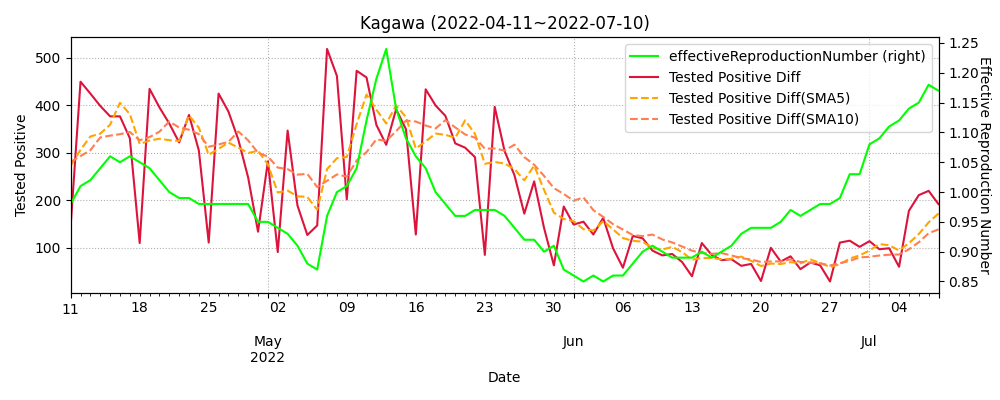 Kagawa (2022-04-11~2022-07-10)
effectiveReproductionNumber (right)
Tested Positive Diff
Tested Positive Diff(SMA5)
Tested Positive Diff(SMA10)
Tested Positive
500
400
300
200
100
1.25
1.20
1.15
1.10
1.05
1.00
0.95
0.90
0.85
Effective Reproduction Number
11 18 25 02 09 16 23 30 06 13 20 27 04
May Jun Jul
2022
Date